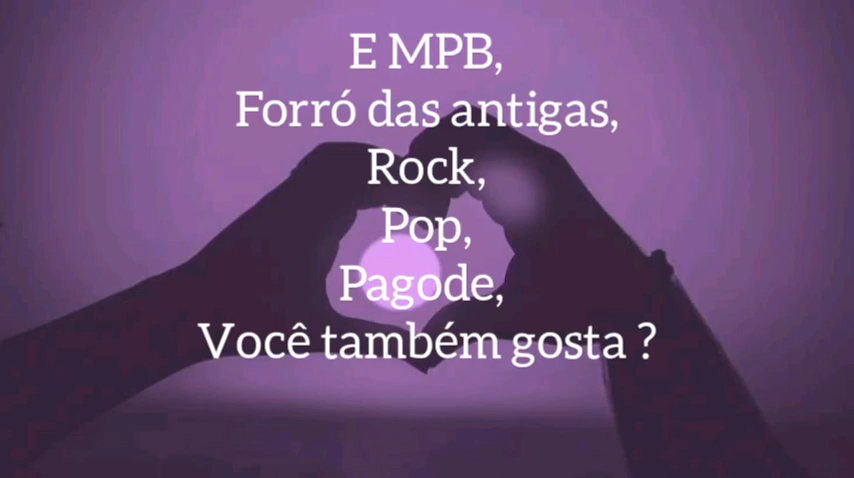 E MPB,
Forró das antigas,
Rock,
Pop,
Pagode,
Você também gosta ?